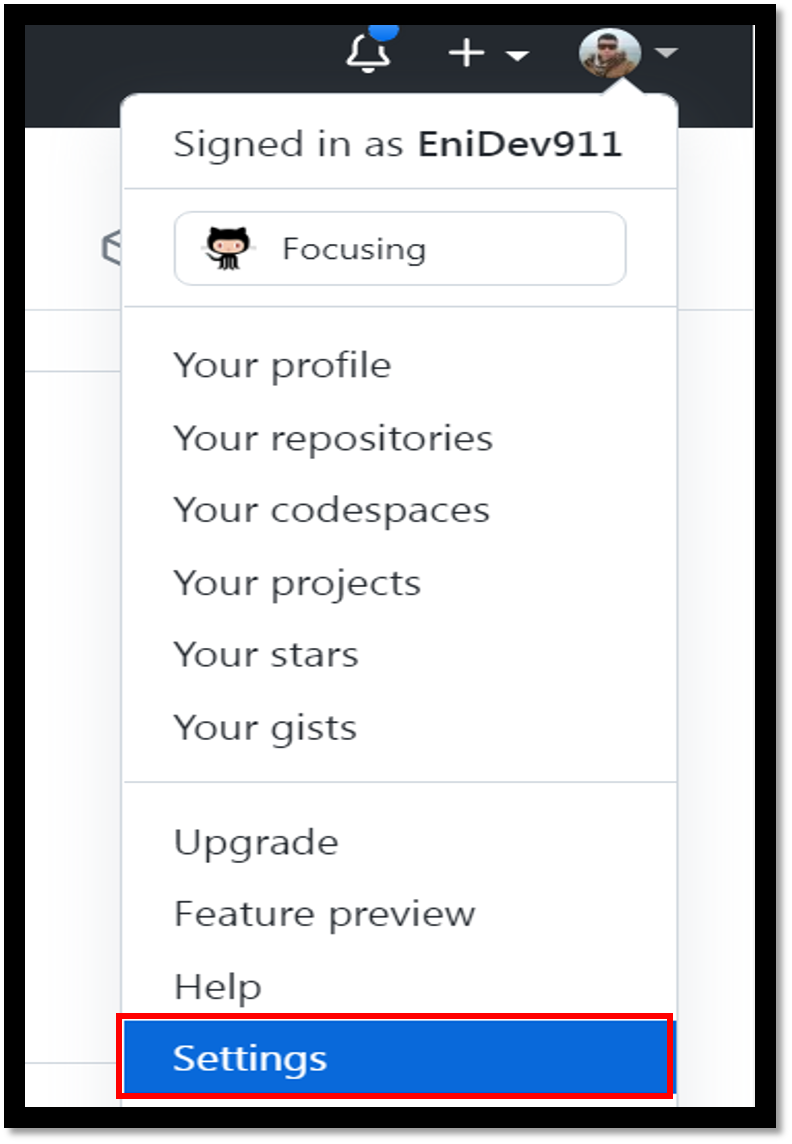 Signed in as EniDev911
Focusing
Your profile
Your repositories
Your codespaces
Your projects
Your stars
Your gists
Upgrade
Feature preview
Help
Settings